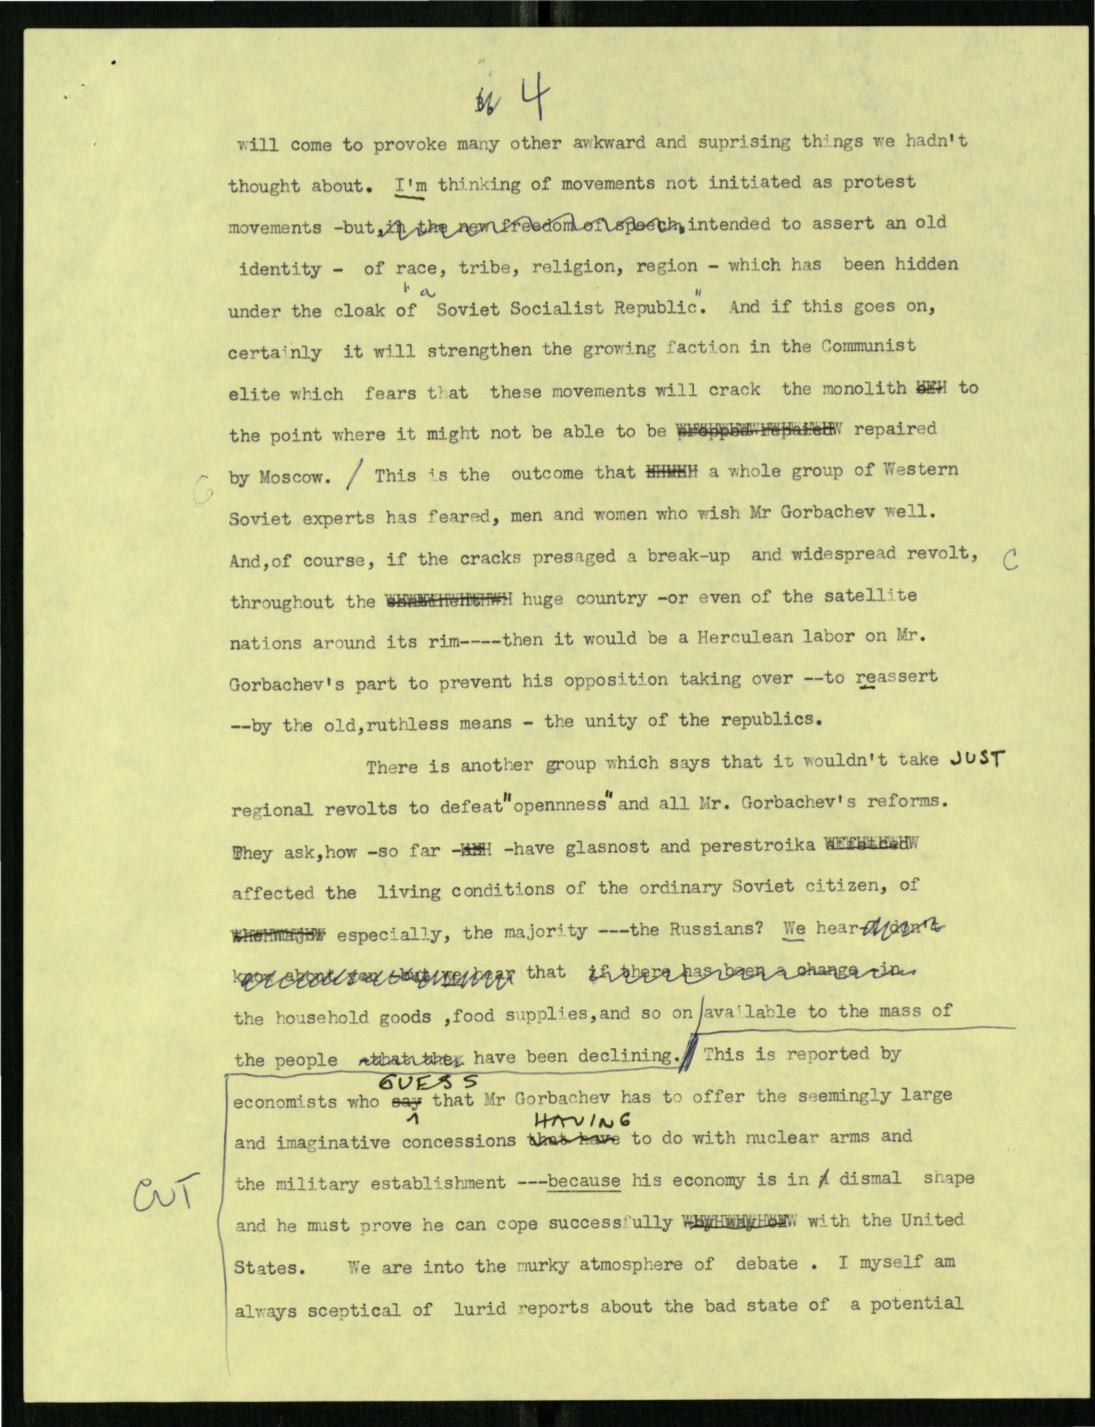 4
will come to provoke many other awkward and suprising things we hadn't
thought about. I'm thinking of movements not initiated as protest
movements -but, in the new freedom of speech, intended to assert an old
identity - of race, tribe, religion, region - which has been hidden
under the cloak of a "Soviet Socialist Republic". And if this goes on,
certainly it will strengthen the growing faction in the Communist
elite which fears that these movements will crack the monolith to
the point where it might not be able to be repaired
by Moscow. / This is the outcome that a whole group of Western
Soviet experts has feared, men and women who wish Mr Gorbachev well.
And,of course, if the cracks presaged a break-up and widespread revolt, C
throughout the huge country -or even of the satellite
nations around its rim----then it would be a Herculean labor on Mr.
Gorbachev's part to prevent his opposition taking over --to reassert
--by the old,ruthless means - the unity of the republics.
There is another group which says that it wouldn't take JUST
regional revolts to defeat "opennness" and all Mr. Gorbachev's reforms.
They ask,how -so far - -have glasnost and perestroika
affected the living conditions of the ordinary Soviet citizen, of
especially, the majority ---the Russians? We hear don't
know about you -but we hear that if there has been a change in
the household goods ,food supplies,and so on available to the mass of
the people that they have been declining. // This is reported by
GUESS
economists who say that Mr Gorbachev has to offer the seemingly large
HAVING
and imaginative concessions that have to do with nuclear arms and
CUT
the military establishment ---because his economy is in dismal shape
and he must prove he can cope successfully with the United
States. We are into the murky atmosphere of debate . I myself am
always sceptical of lurid reports about the bad state of a potential